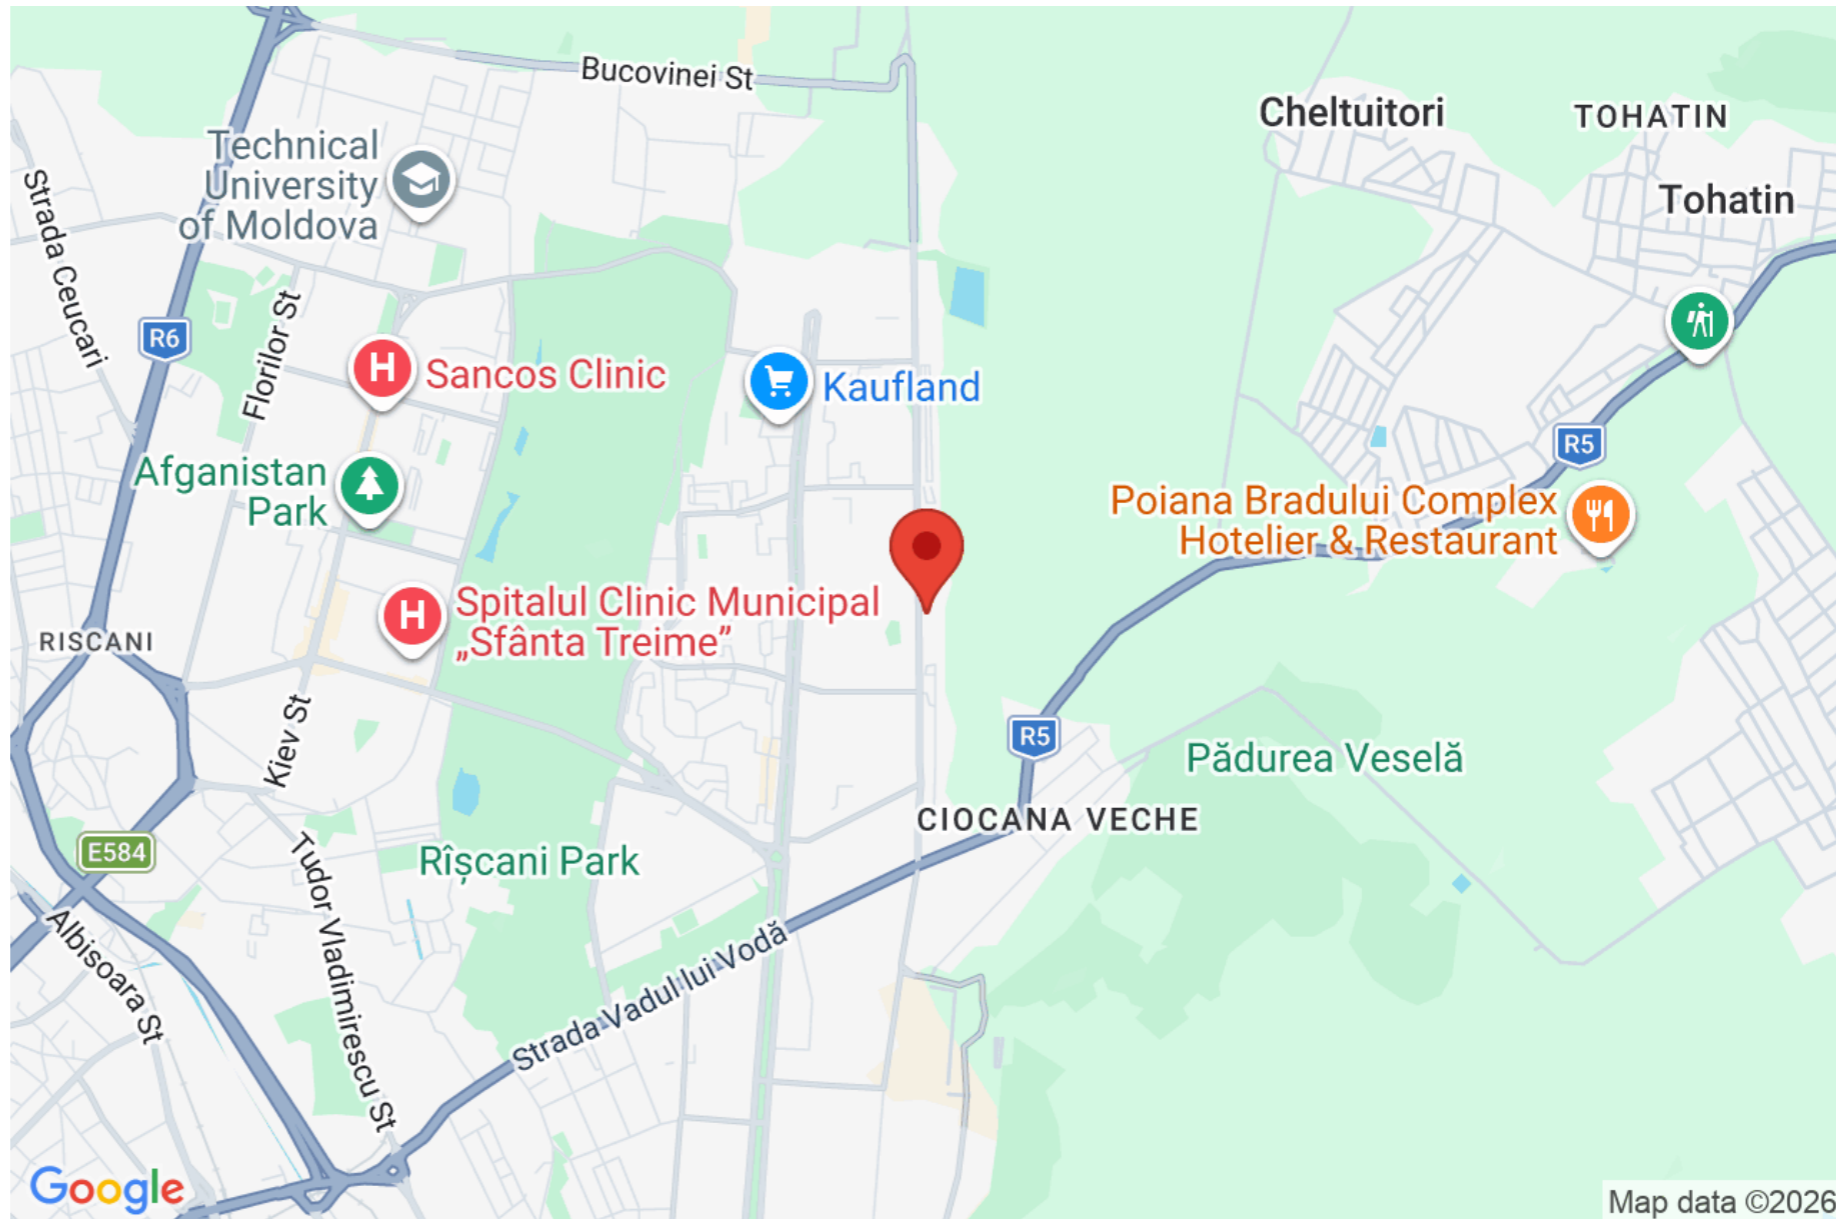 Bucovinei St
Cheltuitori
TOHATIN
Technical
University
of Moldova
Strada Ceucari
Tohatin
Florilor St
R6
Sancos Clinic
Kaufland
R5
Afganistan
Park
Poiana Bradului Complex
Hotelier & Restaurant
H
H
Spitalul Clinic Municipal
„Sfânta Treime”
RISCANI
Kiev St
R5
Pădurea Veselă
CIOCANA VECHE
E584
Rîșcani Park
Tudor Vladimirescu St
Albisoara St
Strada Vadul lui Vodă
Google
Map data ©2026